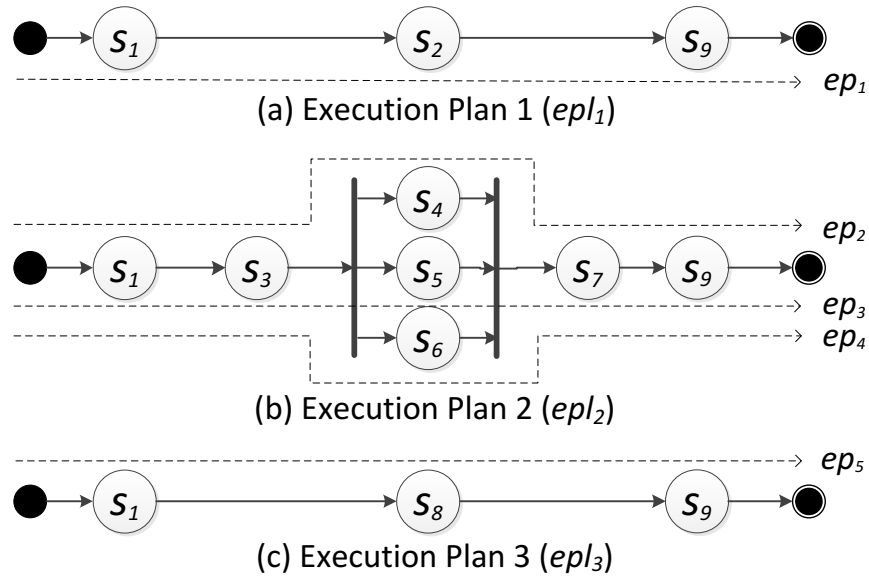 S₁ S₂ S₉
ep₁
(a) Execution Plan 1 (epl₁)
S₄
ep₂
S₁ S₃ S₅ S₇ S₉
ep₃
S₆
ep₄
(b) Execution Plan 2 (epl₂)
ep₅
S₁ S₈ S₉
(c) Execution Plan 3 (epl₃)